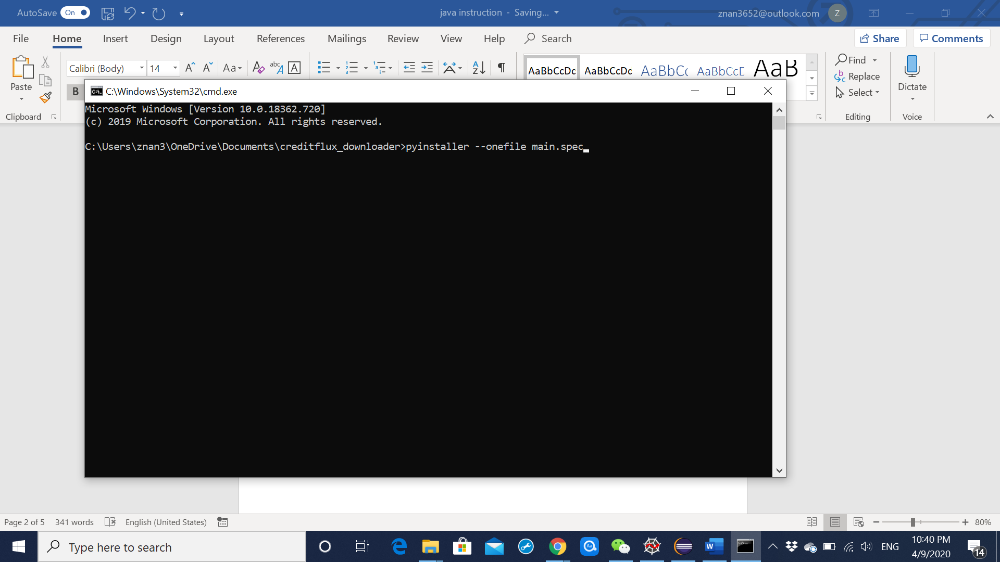 AutoSave On
java instruction - Saving...
znan3652@outlook.com Z
File Home Insert Design Layout References Mailings Review View Help Search
Share Comments
Paste
Clipboard
Calibri (Body) 14
Aa
abc
AaBbCcDc AaBbCcDc AaBbCc AaBbCcD AaB
Find
Replace
Select
Editing
Dictate
Voice
B
C:\Windows\System32\cmd.exe
Microsoft Windows [Version 10.0.18362.720]
(c) 2019 Microsoft Corporation. All rights reserved.
C:\Users\znan3\OneDrive\Documents\creditflux_downloader>pyinstaller --onefile main.spec
Page 2 of 5 341 words English (United States) 80%
Type here to search
ENG
10:40 PM
4/9/2020
14